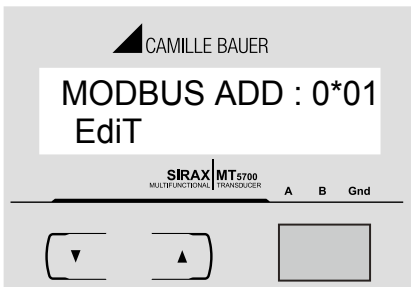 CAMILLE BAUER
MODBUS ADD : 0*01
EdiT
SIRAX MT5700
MULTIFUNCTIONAL TRANSDUCER
A B Gnd